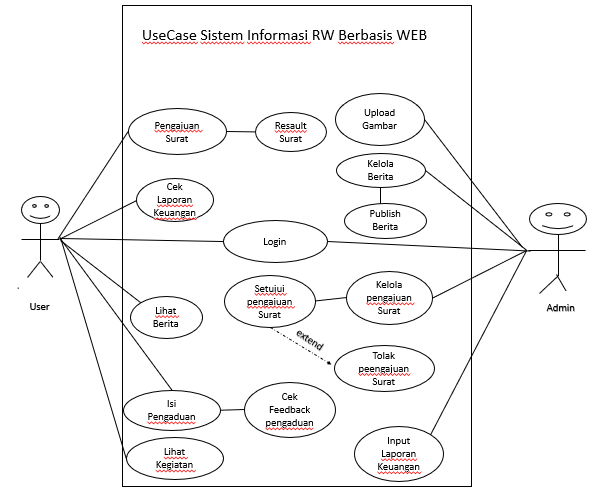 UseCase Sistem Informasi RW Berbasis WEB
Upload
Gambar
Pengajuan
Surat
Resault
Surat
Kelola
Berita
Cek
Laporan
Keuangan
Publish
Berita
Login
Setujui
pengajuan
Surat
Kelola
pengajuan
Surat
User
Admin
Lihat
Berita
extend
Tolak
peengajuan
Surat
Isi
Pengaduan
Cek
Feedback
pengaduan
Lihat
Kegiatan
Input
Laporan
Keuangan